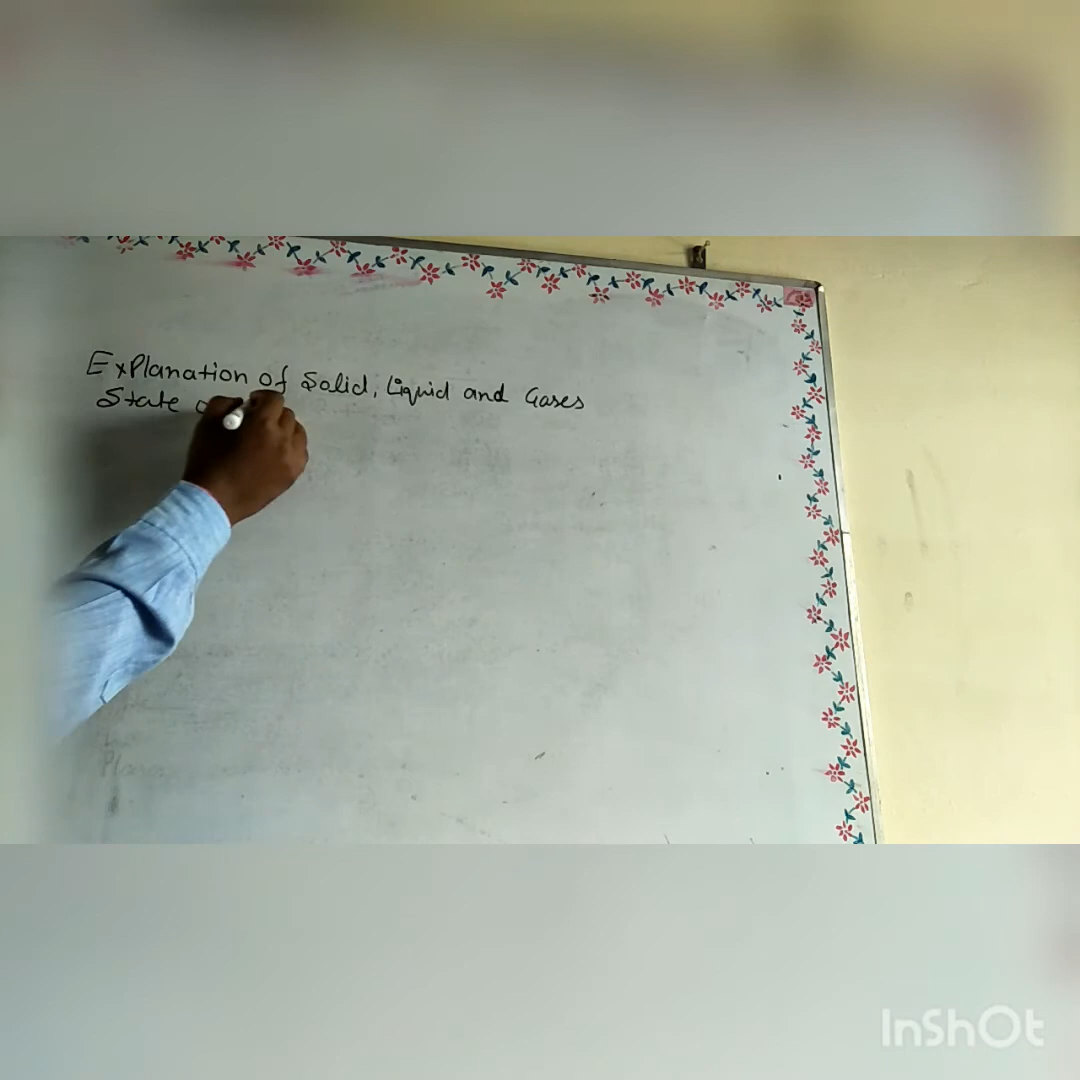 ExPlanation of Solid, Liquid and Gases
State
InShOt